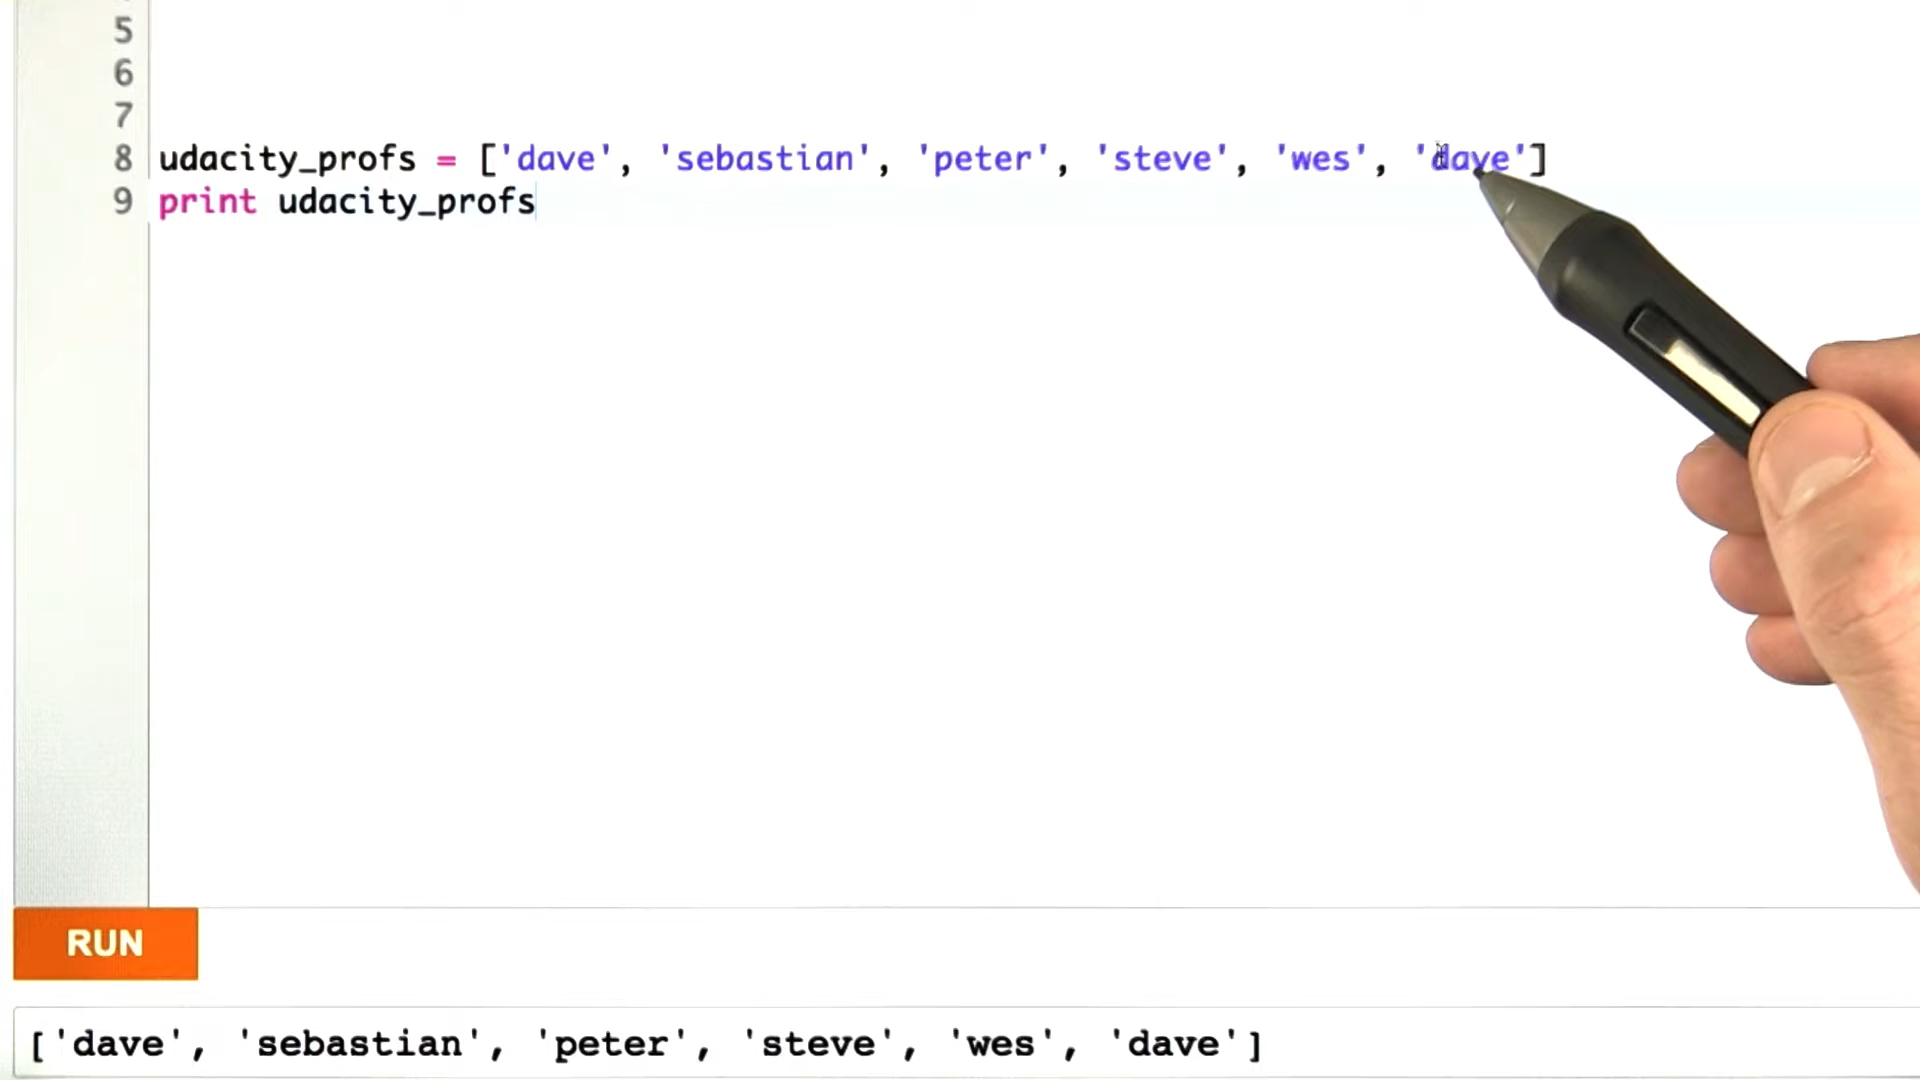 5
6
7
8 udacity_profs = ['dave', 'sebastian', 'peter', 'steve', 'wes', 'dave']
9 print udacity_profs
RUN
['dave', 'sebastian', 'peter', 'steve', 'wes', 'dave']